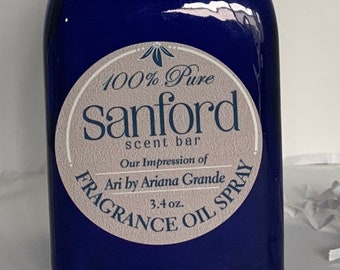 100% Pure
Sanford
scent bar
Our Impression of
Ari by Ariana Grande
3.4 oz.
FRAGRANCE OIL SPRAY